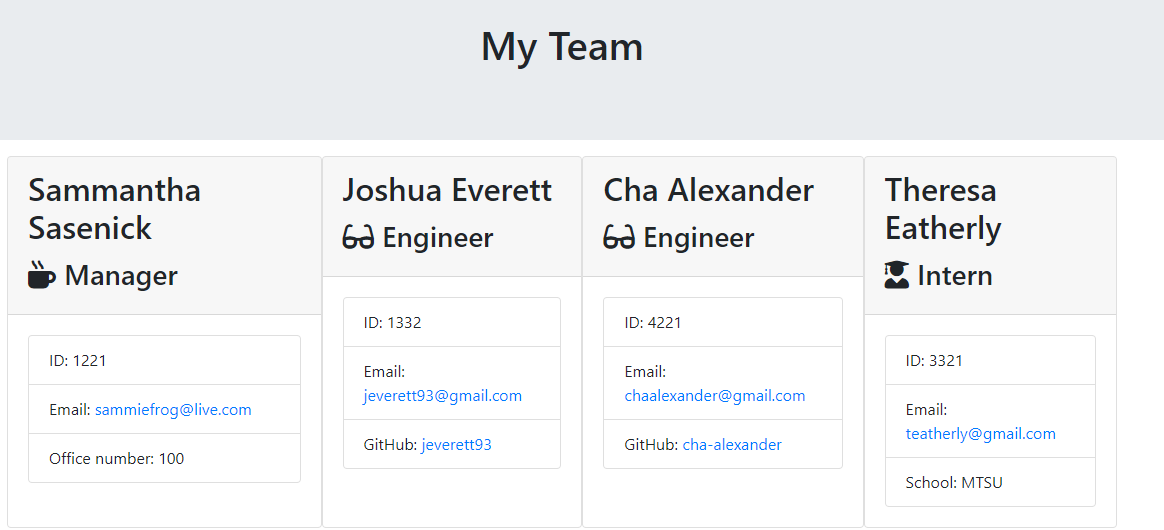 My Team
Sammantha
Sasenick
Manager
ID: 1221
Email: sammiefrog@live.com
Office number: 100
Joshua Everett
Engineer
ID: 1332
Email:
jeverett93@gmail.com
GitHub: jeverett93
Cha Alexander
Engineer
ID: 4221
Email:
chaalexander@gmail.com
GitHub: cha-alexander
Theresa
Eatherly
Intern
ID: 3321
Email:
teatherly@gmail.com
School: MTSU